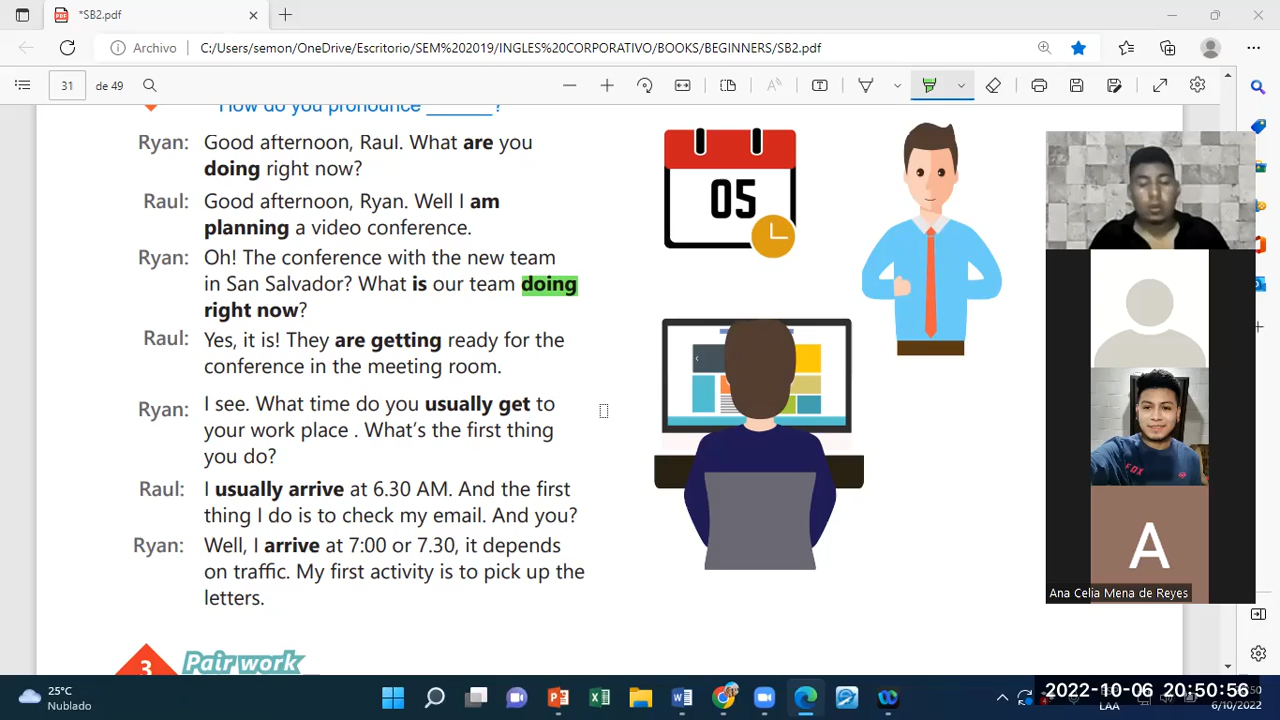 *SB2.pdf
Archivo
C:/Users/semon/OneDrive/Escritorio/SEM%202019/INGLES%20CORPORATIVO/BOOKS/BEGINNERS/SB2.pdf
31
de 49
How do you pronounce ______?
Ryan: Good afternoon, Raul. What are you
doing right now?
Raul: Good afternoon, Ryan. Well I am
planning a video conference.
Ryan: Oh! The conference with the new team
in San Salvador? What is our team doing
right now?
Raul: Yes, it is! They are getting ready for the
conference in the meeting room.
Ryan: I see. What time do you usually get to
your work place . What's the first thing
you do?
Raul: I usually arrive at 6.30 AM. And the first
thing I do is to check my email. And you?
Ryan: Well, I arrive at 7:00 or 7.30, it depends
on traffic. My first activity is to pick up the
letters.
05
FOX
A
Ana Celia Mena de Reyes
3
Pair work
25°C
Nublado
2022-10-06 20:50:56
LAA
6/10/2022